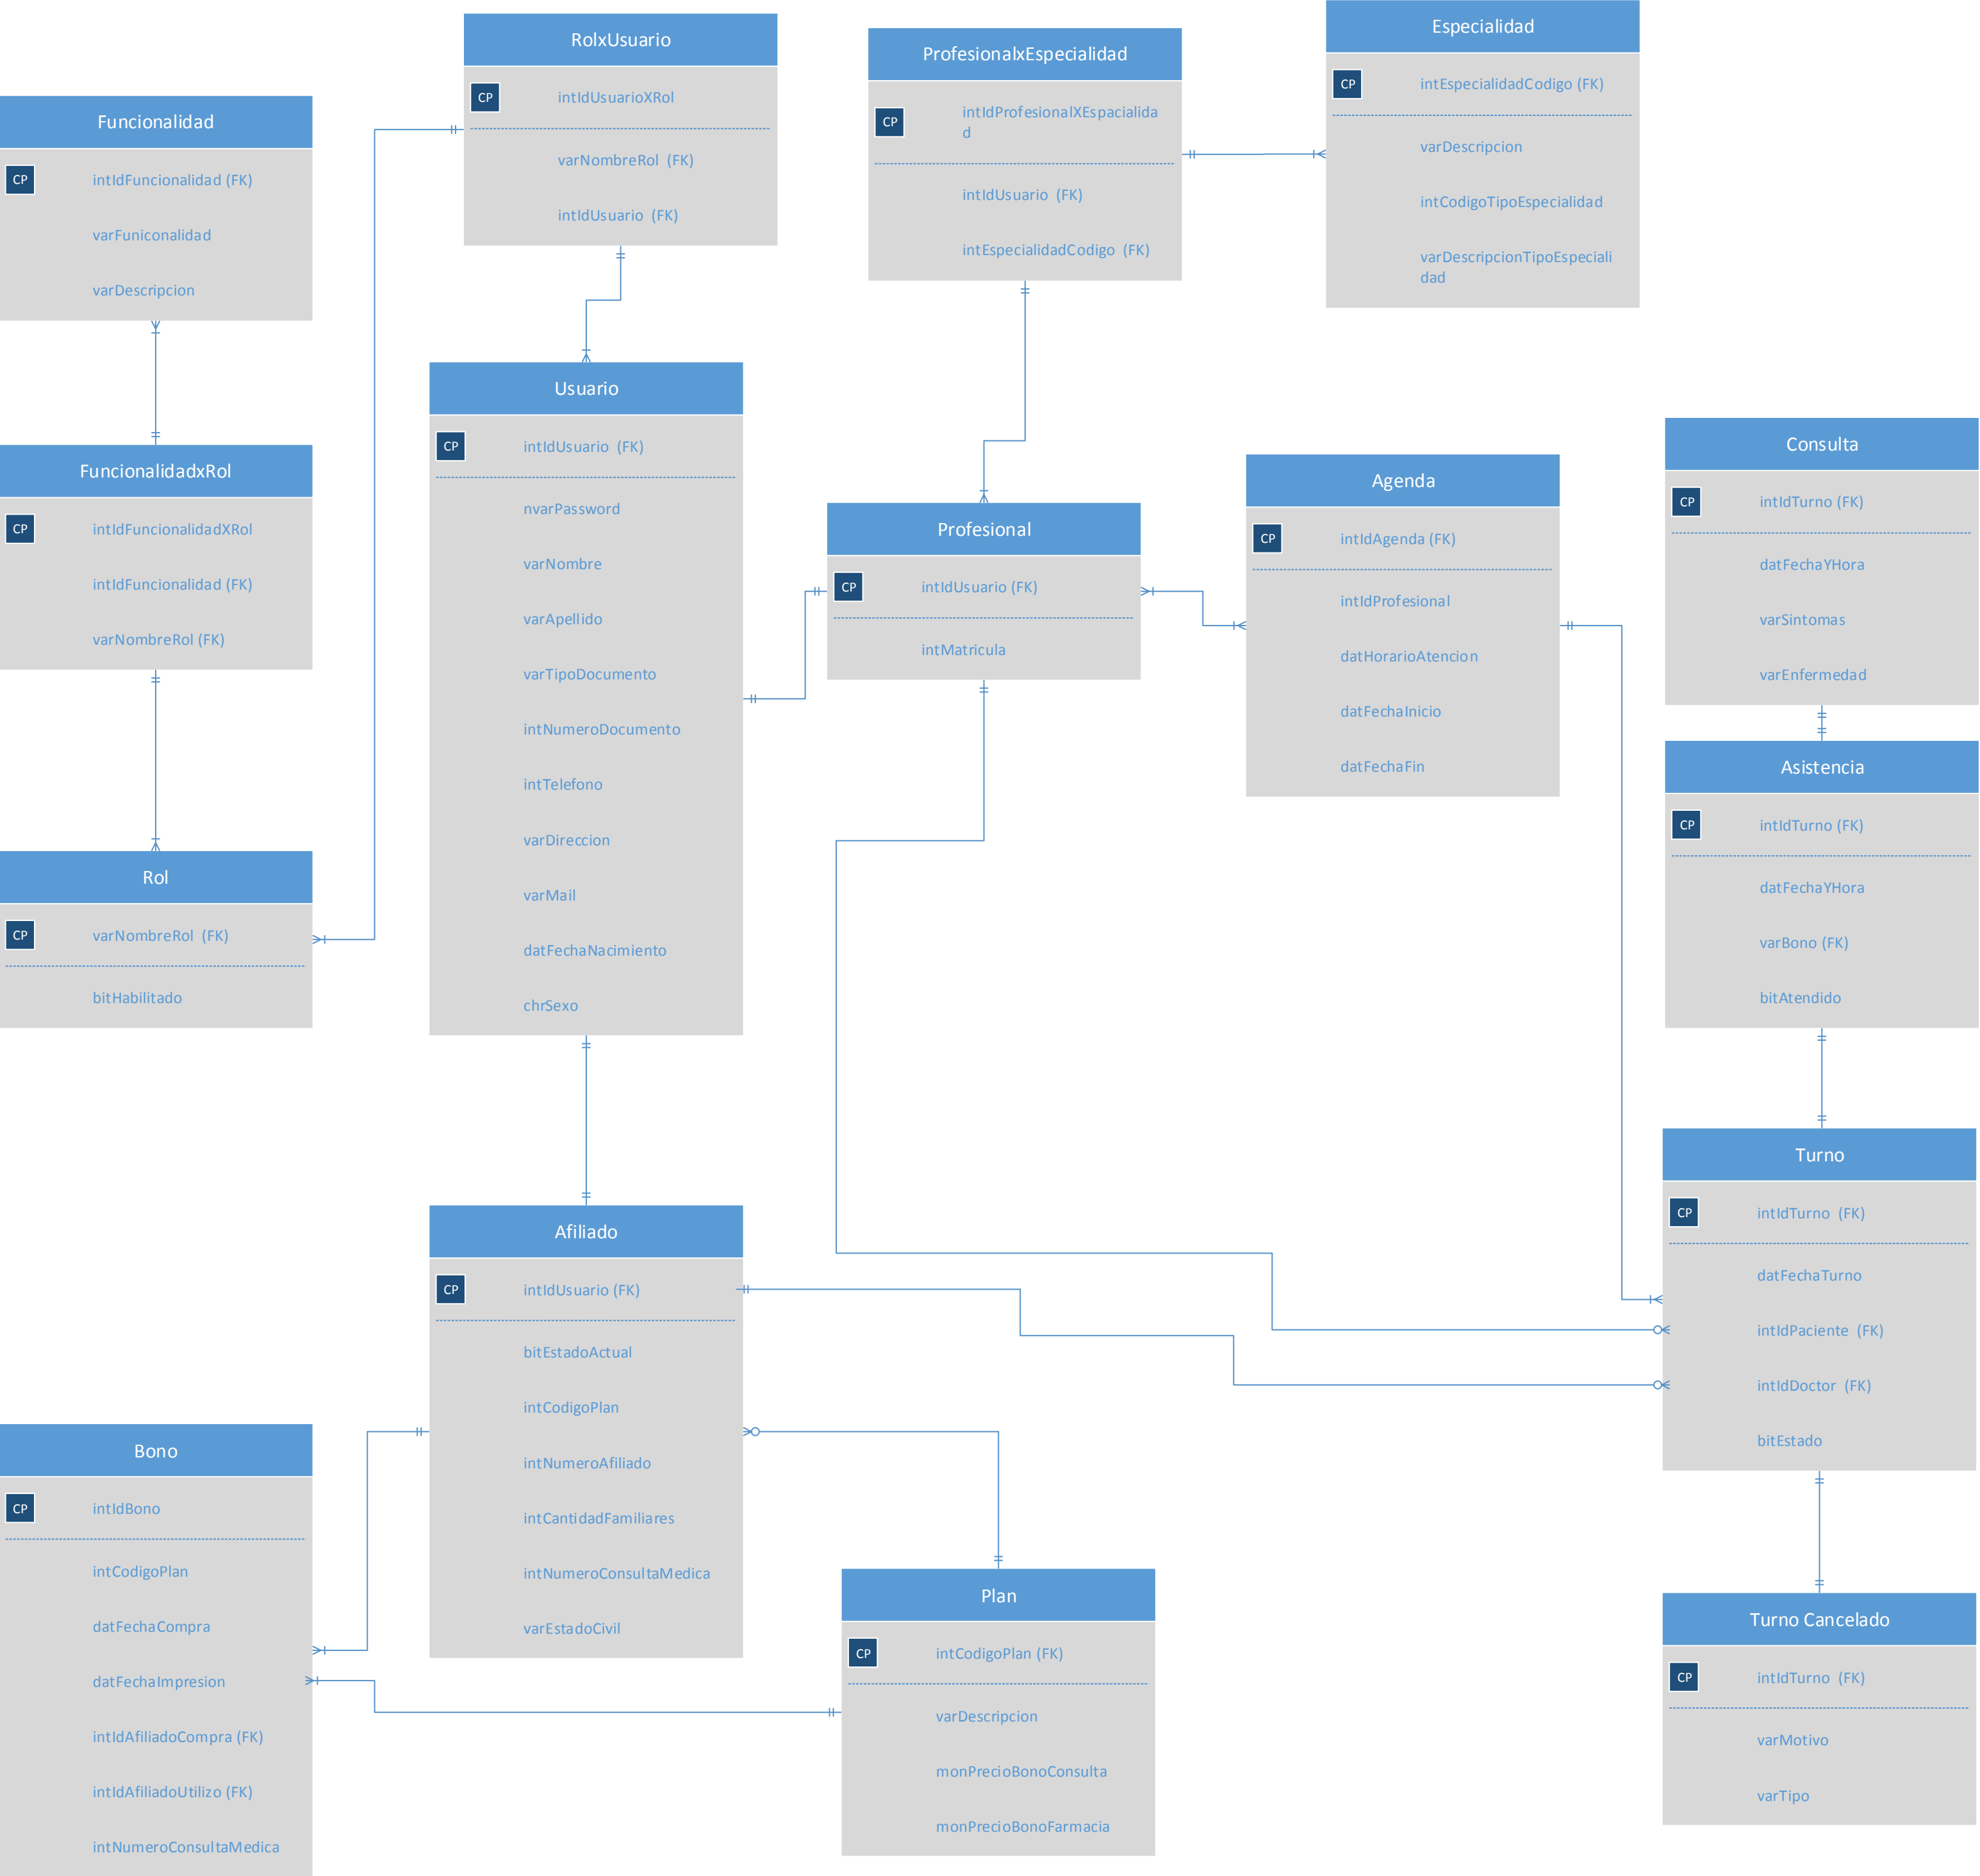 RolxUsuario
CP intIdUsuarioXRol
varNombreRol (FK)
intIdUsuario (FK)
ProfesionalxEspecialidad
CP intIdProfesionalXEspacialida
d
intIdUsuario (FK)
intEspecialidadCodigo (FK)
Especialidad
CP intEspecialidadCodigo (FK)
varDescripcion
intCodigoTipoEspecialidad
varDescripcionTipoEspeciali
dad
Funcionalidad
CP intIdFuncionalidad (FK)
varFuniconalidad
varDescripcion
Usuario
CP intIdUsuario (FK)
nvarPassword
varNombre
varApellido
varTipoDocumento
intNumeroDocumento
intTelefono
varDireccion
varMail
datFechaNacimiento
chrSexo
FuncionalidadxRol
CP intIdFuncionalidadXRol
intIdFuncionalidad (FK)
varNombreRol (FK)
Profesional
CP intIdUsuario (FK)
intMatricula
Agenda
CP intIdAgenda (FK)
intIdProfesional
datHorarioAtencion
datFechaInicio
datFechaFin
Consulta
CP intIdTurno (FK)
datFechaYHora
varSintomas
varEnfermedad
Asistencia
CP intIdTurno (FK)
datFechaYHora
varBono (FK)
bitAtendido
Rol
CP varNombreRol (FK)
bitHabilitado
Turno
CP intIdTurno (FK)
datFechaTurno
intIdPaciente (FK)
intIdDoctor (FK)
bitEstado
Afiliado
CP intIdUsuario (FK)
bitEstadoActual
intCodigoPlan
intNumeroAfiliado
intCantidadFamiliares
intNumeroConsultaMedica
varEstadoCivil
Bono
CP intIdBono
intCodigoPlan
datFechaCompra
datFechaImpresion
intIdAfiliadoCompra (FK)
intIdAfiliadoUtilizo (FK)
intNumeroConsultaMedica
Plan
CP intCodigoPlan (FK)
varDescripcion
monPrecioBonoConsulta
monPrecioBonoFarmacia
Turno Cancelado
CP intIdTurno (FK)
varMotivo
varTipo